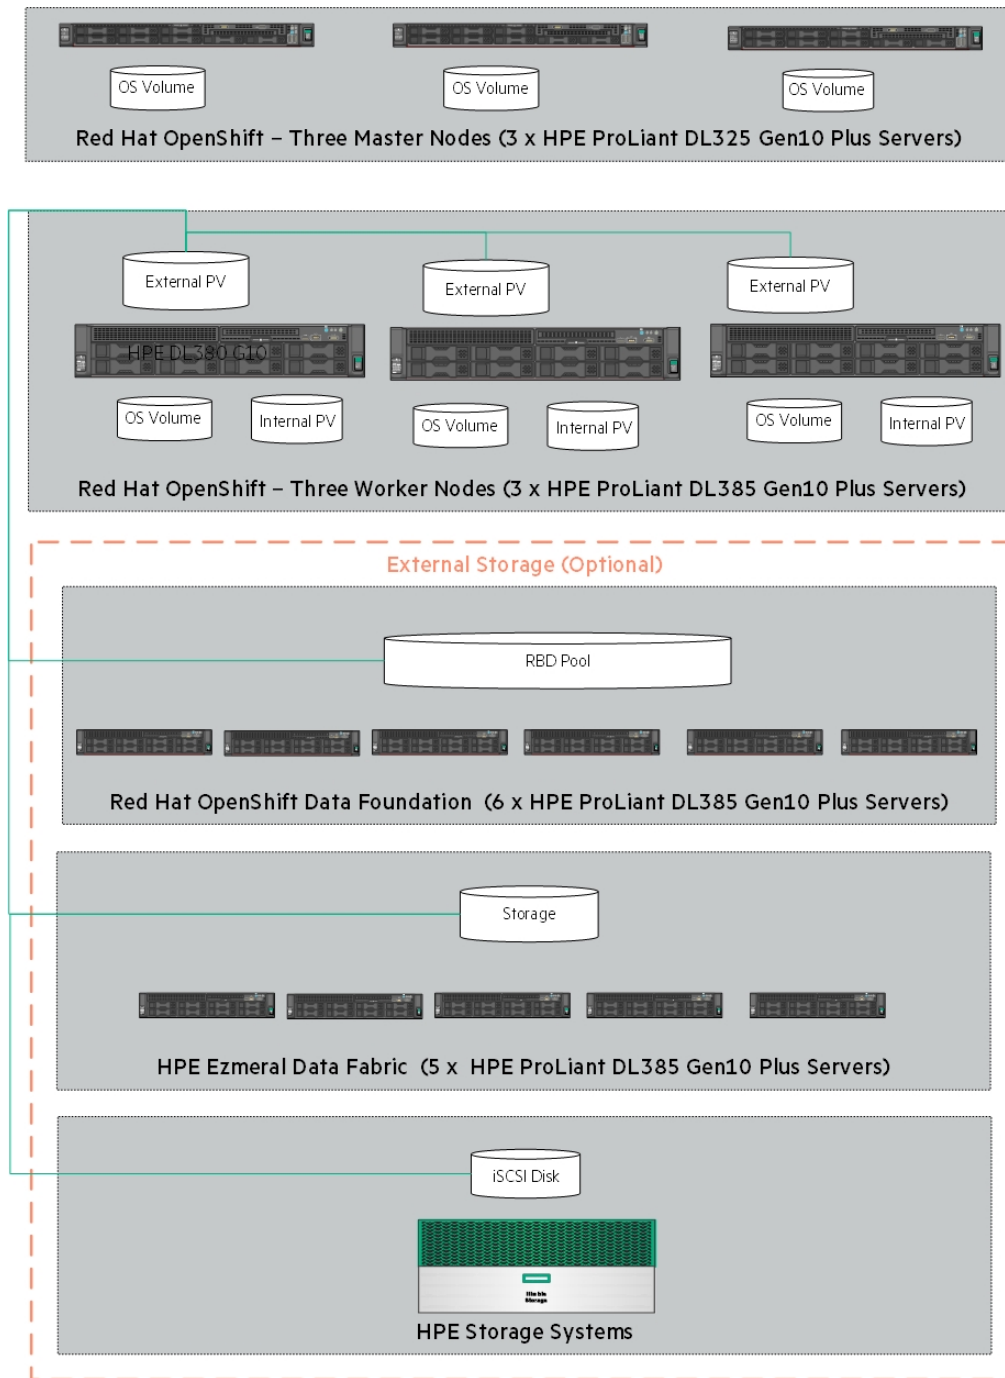 OS Volume
OS Volume
OS Volume
Red Hat OpenShift – Three Master Nodes (3 x HPE ProLiant DL325 Gen10 Plus Servers)
External PV
External PV
External PV
HPE DL380 G10
OS Volume
Internal PV
OS Volume
Internal PV
OS Volume
Internal PV
Red Hat OpenShift – Three Worker Nodes (3 x HPE ProLiant DL385 Gen10 Plus Servers)
External Storage (Optional)
RBD Pool
Red Hat OpenShift Data Foundation (6 x HPE ProLiant DL385 Gen10 Plus Servers)
Storage
HPE Ezmeral Data Fabric (5 x HPE ProLiant DL385 Gen10 Plus Servers)
iSCSI Disk
Nimble
Storage
HPE Storage Systems